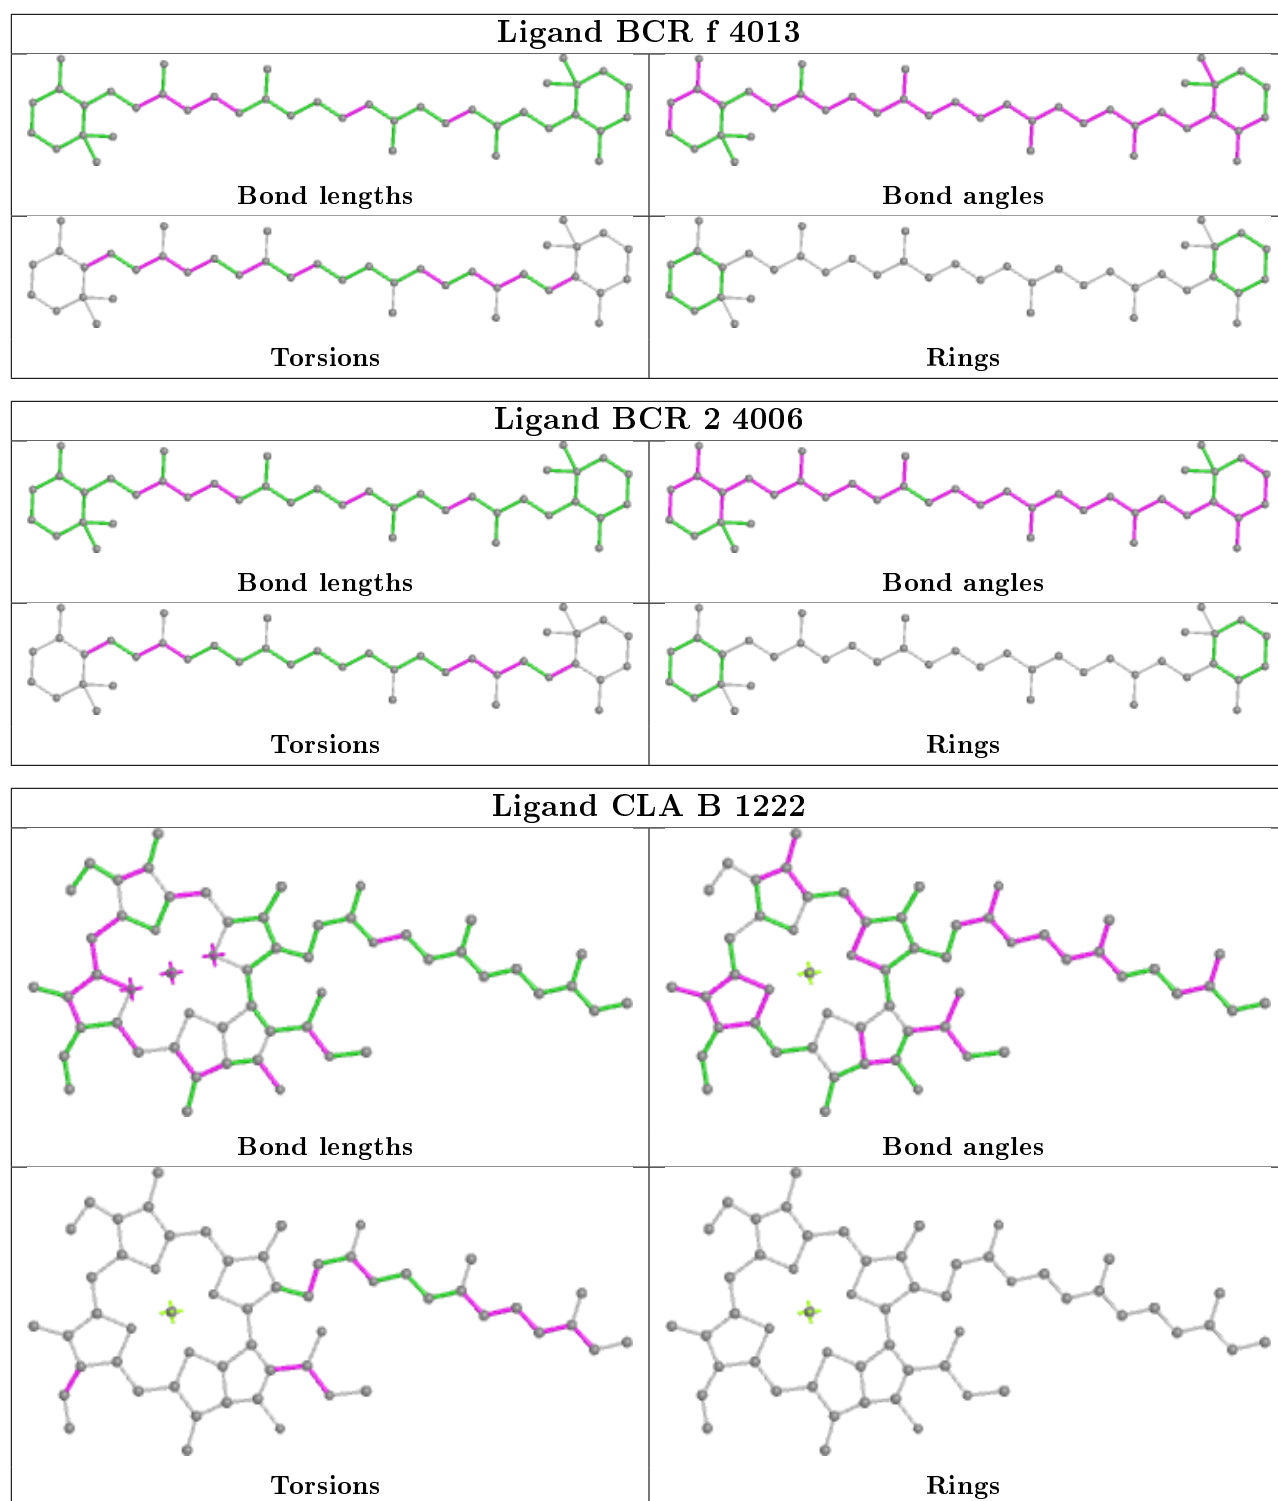 Ligand BCR f 4013
Bond lengths
Bond angles
Torsions
Rings
Ligand BCR 2 4006
Bond lengths
Bond angles
Torsions
Rings
Ligand CLA B 1222
Bond lengths
Bond angles
Torsions
Rings